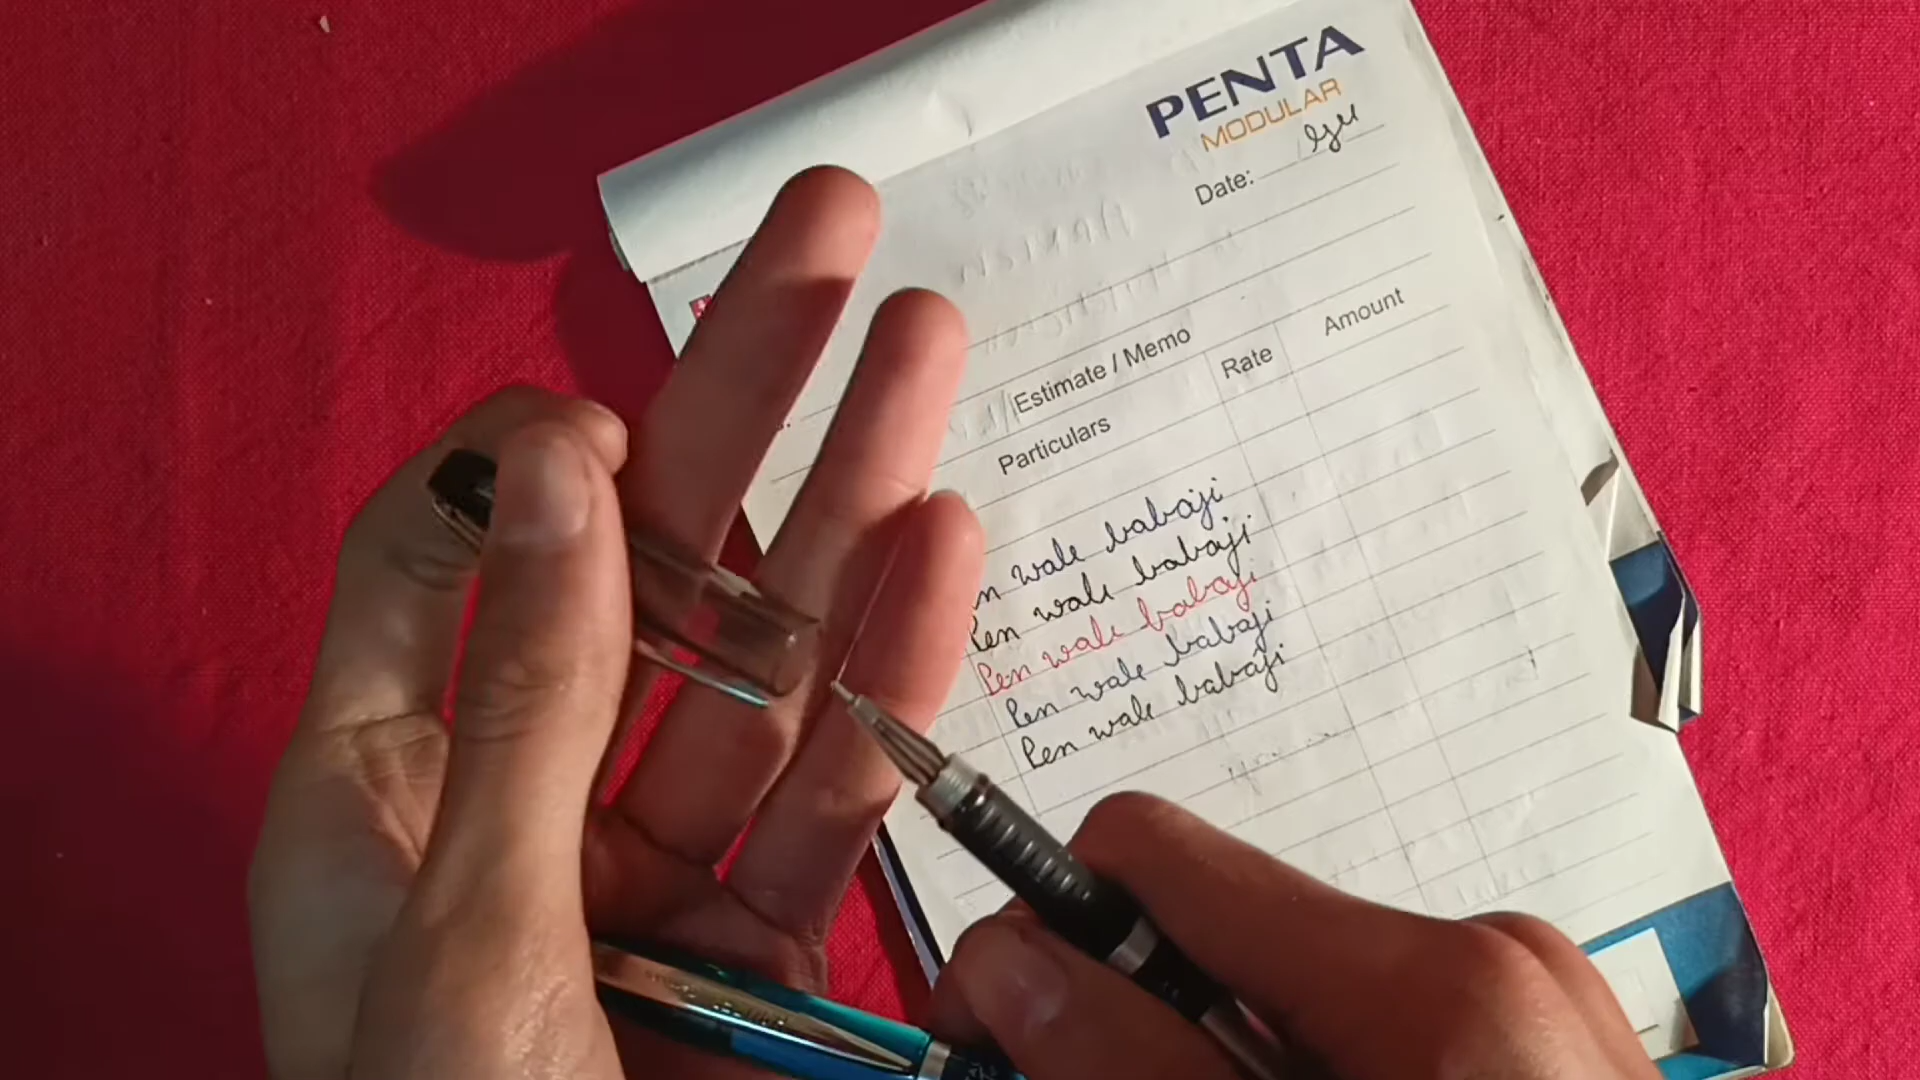 PENTA
MODULAR
Date:
Estimate / Memo
Particulars Rate Amount
wale babaji
Pen wale babaji
Pen wale babaji
Pen wale babaji
Pen wale babaji